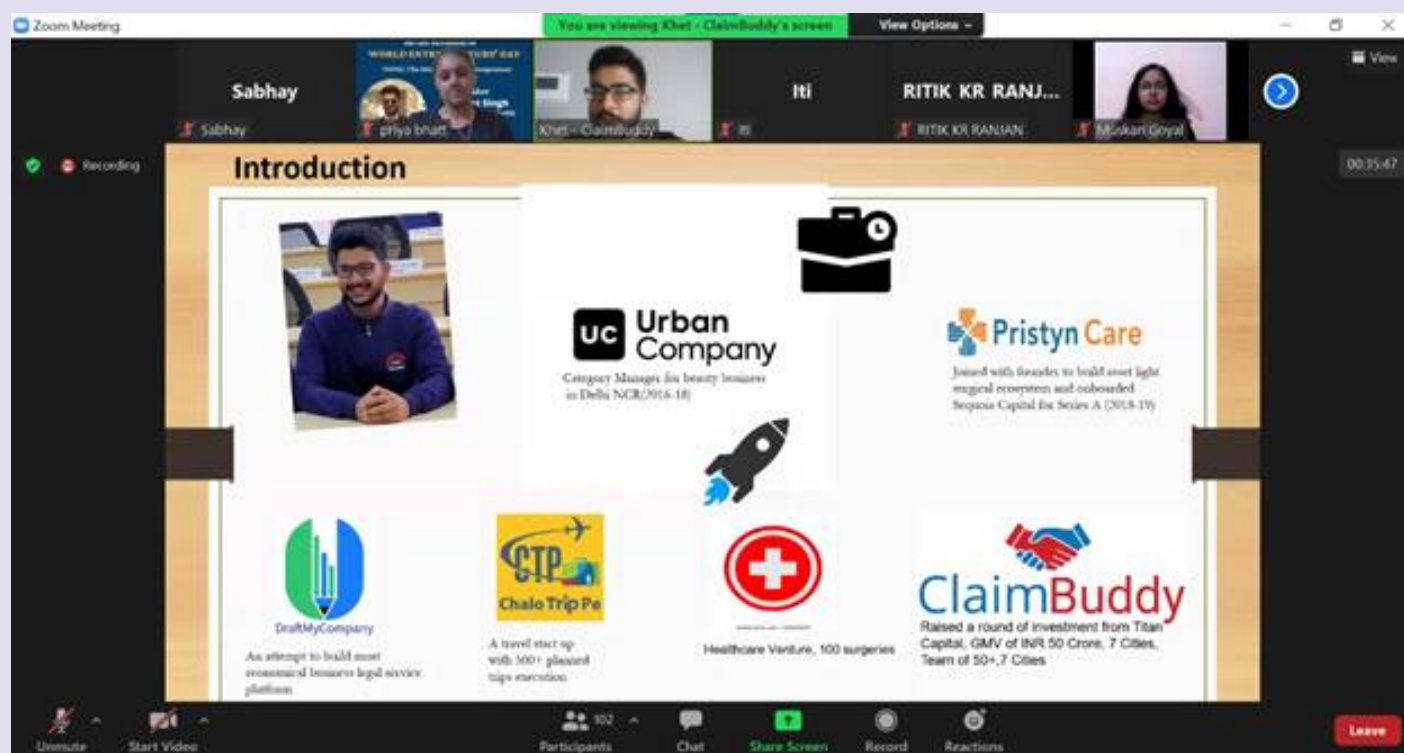 Zoom Meeting
You are viewing Khet - ClaimBuddy's screen
View Options
View
Sabhay
Iti
RITIK KR RANJ...
Sabhay
priya bhatt
Khet - ClaimBuddy
Iti
RITIK KR RANJAN
Muskan Goyal
Recording
00:35:47
Introduction
UC Urban
Company
Category Manager for beauty business
in Delhi NCR(2016-18)
Pristyn Care
Joined with founder to build asset light
surgical ecosystem and onboarded
Sequoia Capital for Series A (2018-19)
DraftMyCompany
An attempt to build most
economical business legal service
platform
CTP
Chalo Trip Pe
A travel start up
with 300+ planned
trips execution
Healthcare Venture, 100 surgeries
ClaimBuddy
Raised a round of investment from Titan
Capital, GMV of INR 50 Crore, 7 Cities,
Team of 50+,7 Cities
Unmute
Start Video
102
Participants
Chat
Share Screen
Record
Reactions
Leave